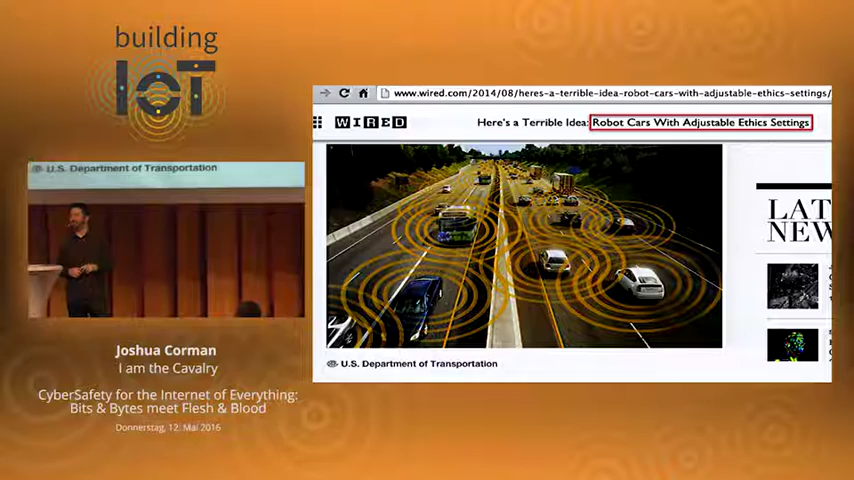 building
IoT
www.wired.com/2014/08/heres-a-terrible-idea-robot-cars-with-adjustable-ethics-settings/
WIRED
Here's a Terrible Idea: Robot Cars With Adjustable Ethics Settings
U.S. Department of Transportation
LAT
NEW
U.S. Department of Transportation
Joshua Corman
I am the Cavalry
CyberSafety for the Internet of Everything:
Bits & Bytes meet Flesh & Blood
Donnerstag, 12. Mai 2016